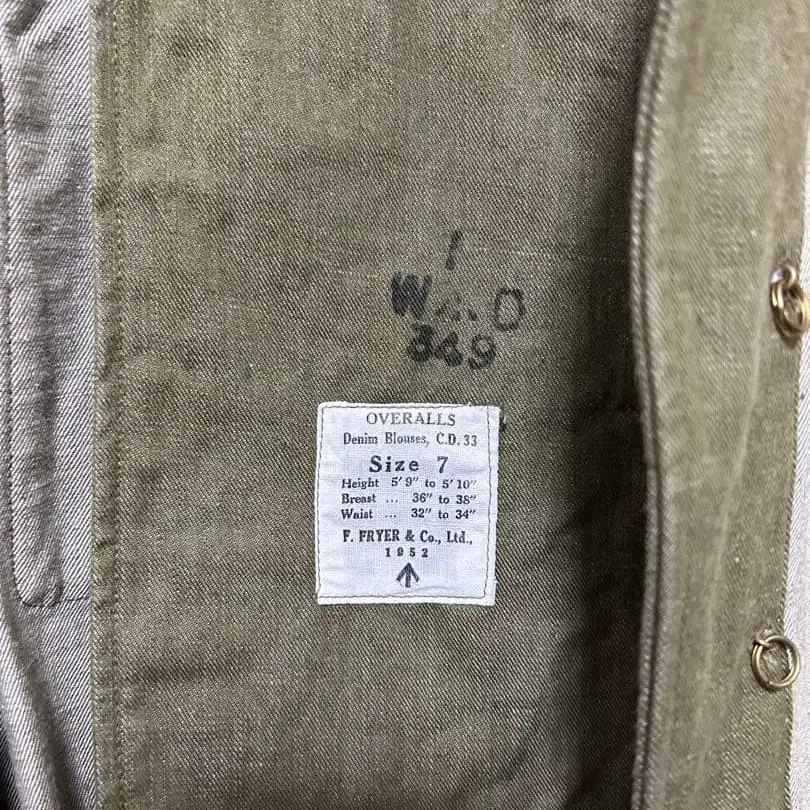 1
W. D
349
OVERALLS
Denim Blouses, C.D. 33
Size 7
Height 5' 9" to 5' 10"
Breast ... 36" to 38"
Waist ... 32" to 34"
F. FRYER & Co., Ltd.,
1952